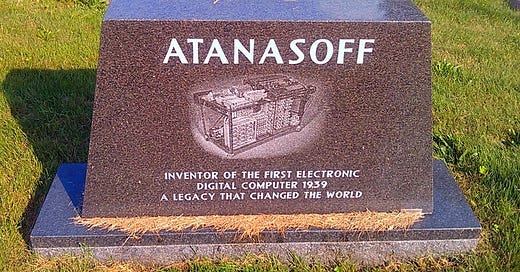 ATANASOFF
INVENTOR OF THE FIRST ELECTRONIC
DIGITAL COMPUTER 1939
A LEGACY THAT CHANGED THE WORLD